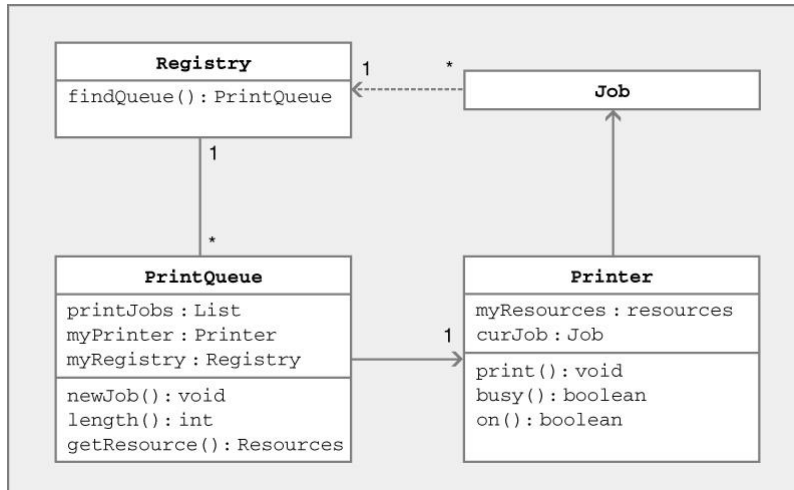 Registry
findQueue(): PrintQueue
1
*
Job
1
*
PrintQueue
printJobs : List
myPrinter : Printer
myRegistry : Registry
newJob(): void
length(): int
getResource(): Resources
1
Printer
myResources : resources
curJob : Job
print(): void
busy(): boolean
on(): boolean